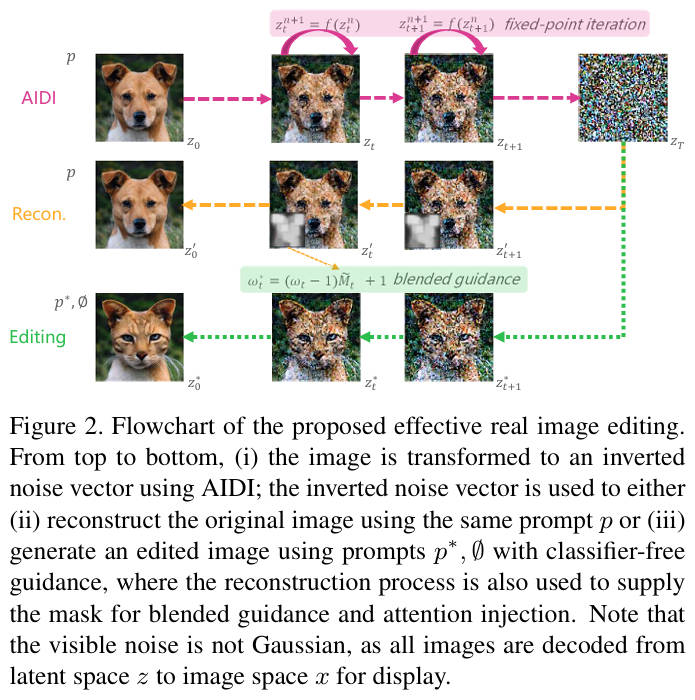 z_t^{n+1} = f(z_t^n) z_{t+1}^{n+1} = f(z_{t+1}^n) fixed-point iteration
p
AIDI
z_0 z_t z_{t+1} z_T
p
Recon.
z_0' z_t' z_{t+1}'
ω_t^* = (ω_t − 1)M̃_t + 1 blended guidance
p*, ∅
Editing
z_0^* z_t^* z_{t+1}^*
Figure 2. Flowchart of the proposed effective real image editing.
From top to bottom, (i) the image is transformed to an inverted
noise vector using AIDI; the inverted noise vector is used to either
(ii) reconstruct the original image using the same prompt p or (iii)
generate an edited image using prompts p*, ∅ with classifier-free
guidance, where the reconstruction process is also used to supply
the mask for blended guidance and attention injection. Note that
the visible noise is not Gaussian, as all images are decoded from
latent space z to image space x for display.